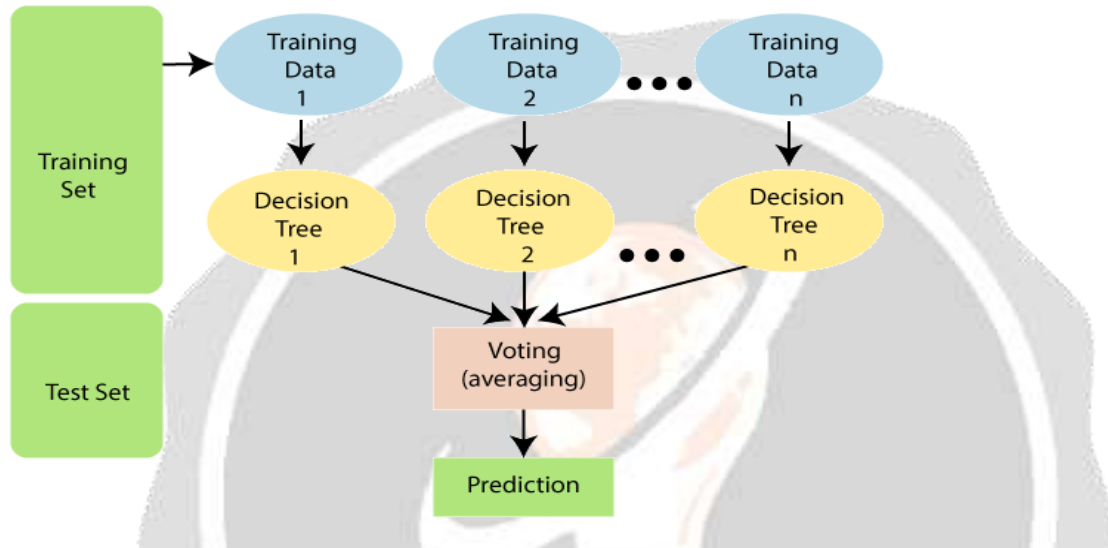 Training
Set
Test Set
Training
Data
1
Training
Data
2
Training
Data
n
Decision
Tree
1
Decision
Tree
2
Decision
Tree
n
Voting
(averaging)
Prediction